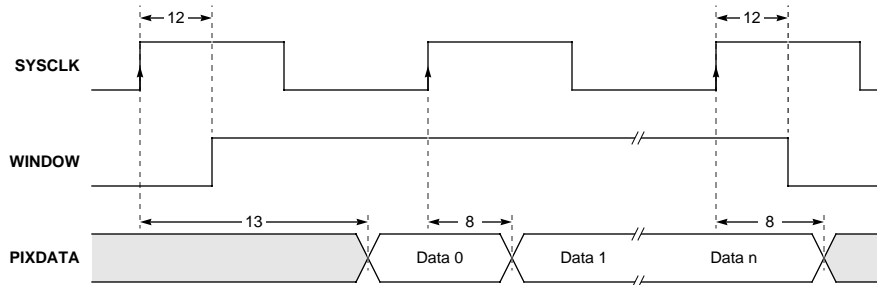 12 12
SYSCLK
WINDOW
13 8 8
PIXDATA Data 0 Data 1 Data n